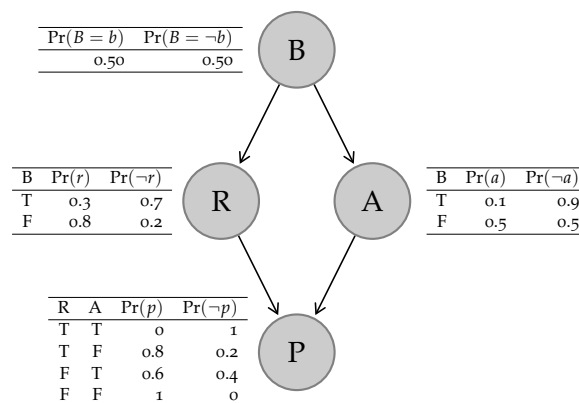 Pr(B = b) Pr(B = ¬b)
0.50 0.50
B
B Pr(r) Pr(¬r)
T 0.3 0.7
F 0.8 0.2
R
A
B Pr(a) Pr(¬a)
T 0.1 0.9
F 0.5 0.5
R A Pr(p) Pr(¬p)
T T 0 1
T F 0.8 0.2
F T 0.6 0.4
F F 1 0
P